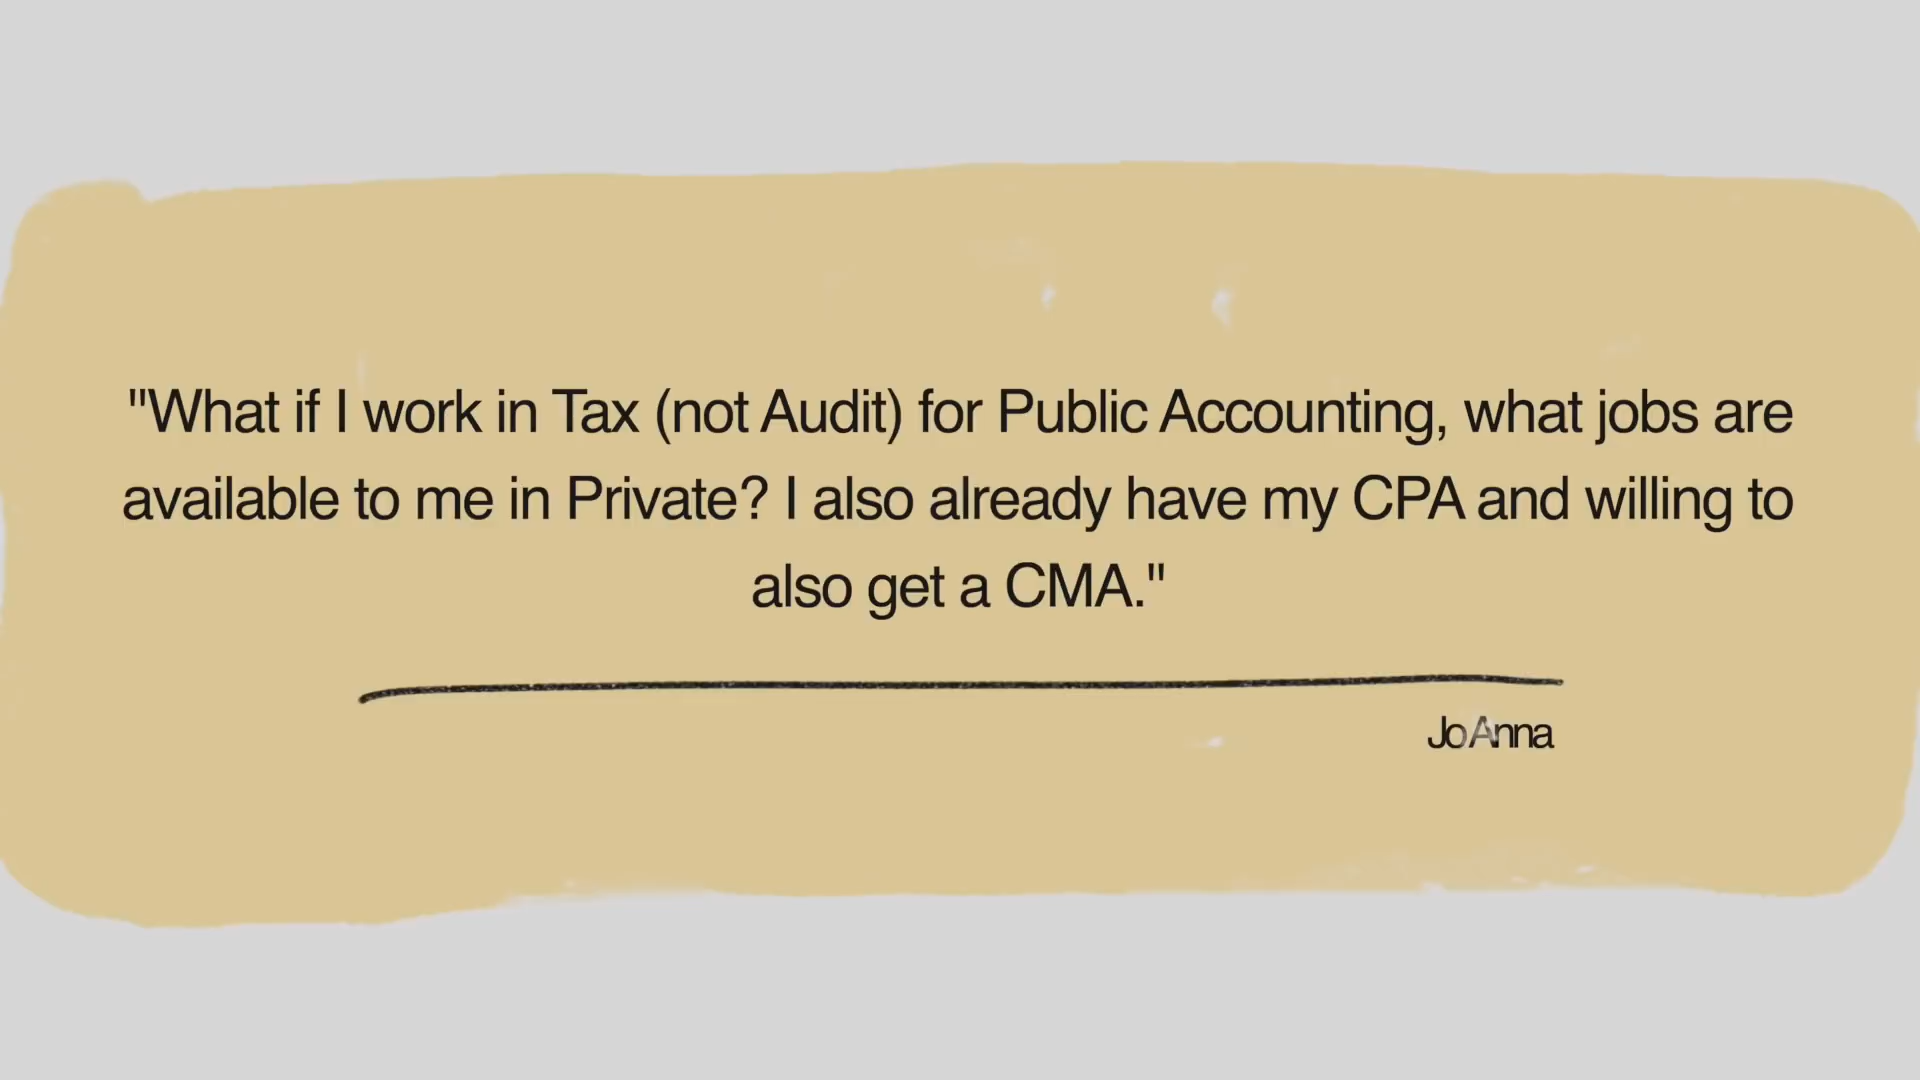 "What if I work in Tax (not Audit) for Public Accounting, what jobs are
available to me in Private? I also already have my CPA and willing to
also get a CMA."
JoAnna